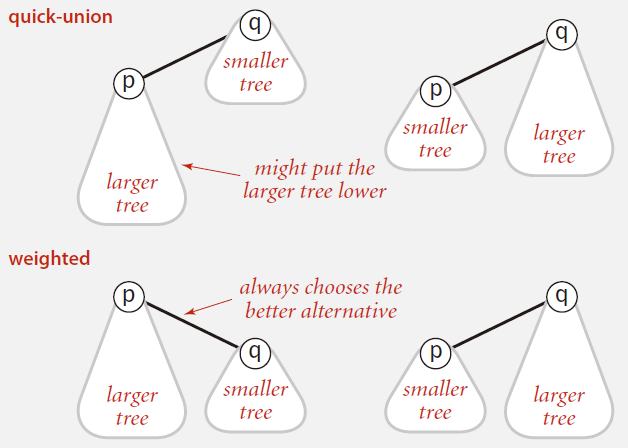 quick-union
q
smaller
tree
p
larger
tree
q
p
smaller
tree
larger
tree
might put the
larger tree lower
weighted
p
larger
tree
q
smaller
tree
always chooses the
better alternative
q
p
smaller
tree
larger
tree